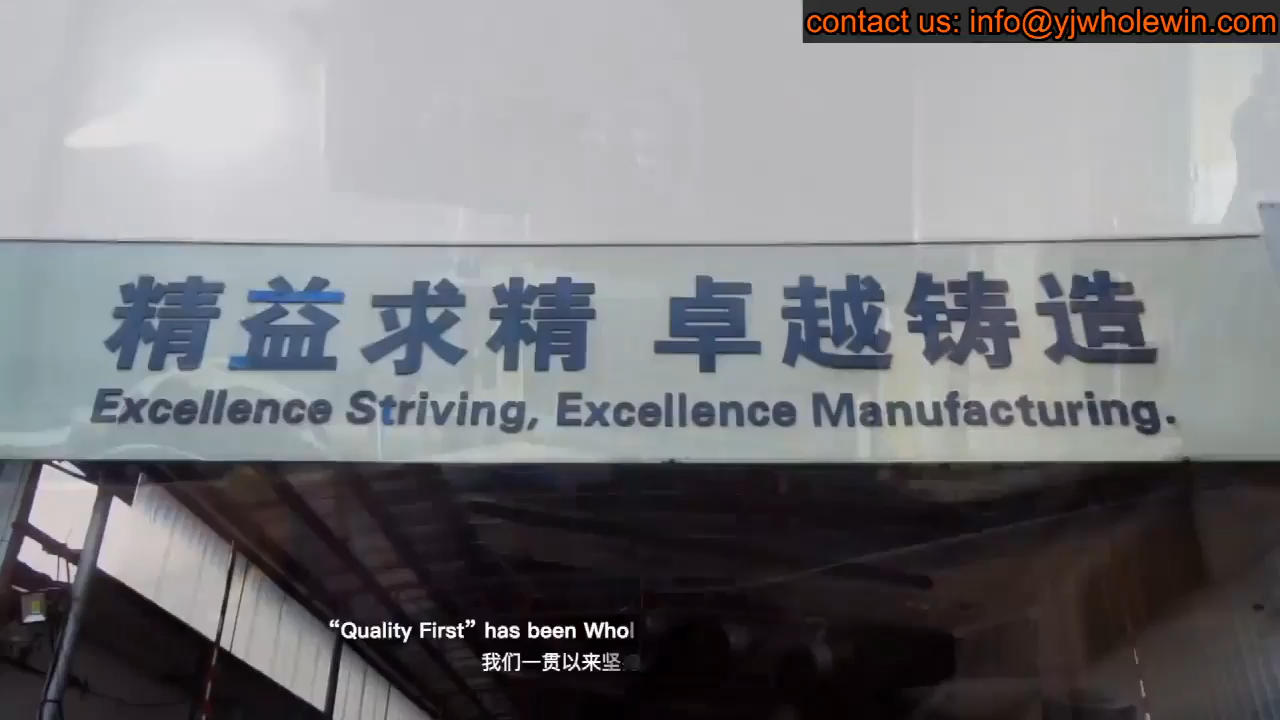 contact us: info@yjwholewin.com
精益求精 卓越铸造
Excellence Striving, Excellence Manufacturing.
“Quality First” has been Whol
我们一贯以来坚